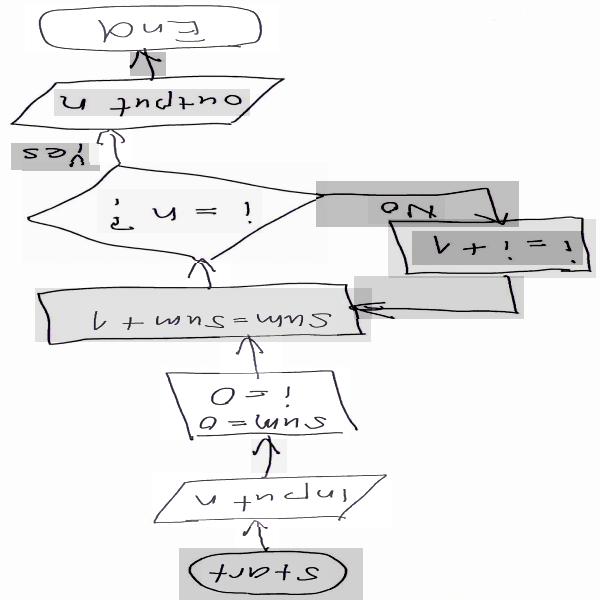 Start
input n
sum=0
i=0
sum=sum+1
i = n ?
No
i=i+1
Yes
output n
End